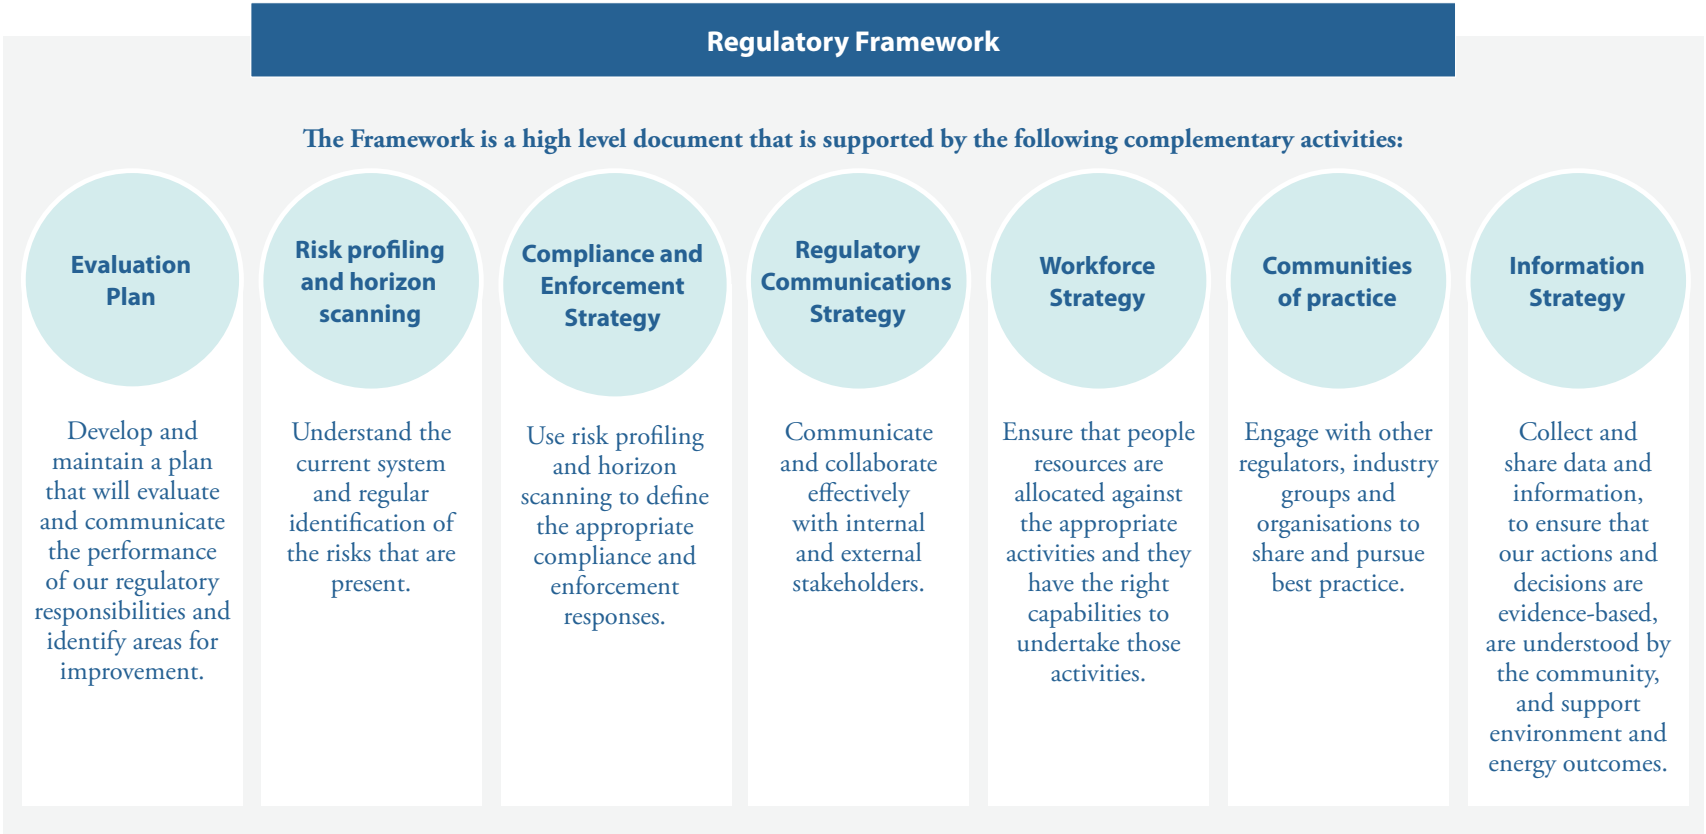 Regulatory Framework
The Framework is a high level document that is supported by the following complementary activities:
Evaluation
Plan
Develop and
maintain a plan
that will evaluate
and communicate
the performance
of our regulatory
responsibilities and
identify areas for
improvement.
Risk profiling
and horizon
scanning
Understand the
current system
and regular
identification of
the risks that are
present.
Compliance and
Enforcement
Strategy
Use risk profiling
and horizon
scanning to define
the appropriate
compliance and
enforcement
responses.
Regulatory
Communications
Strategy
Communicate
and collaborate
effectively
with internal
and external
stakeholders.
Workforce
Strategy
Ensure that people
resources are
allocated against
the appropriate
activities and they
have the right
capabilities to
undertake those
activities.
Communities
of practice
Engage with other
regulators, industry
groups and
organisations to
share and pursue
best practice.
Information
Strategy
Collect and
share data and
information,
to ensure that
our actions and
decisions are
evidence-based,
are understood by
the community,
and support
environment and
energy outcomes.